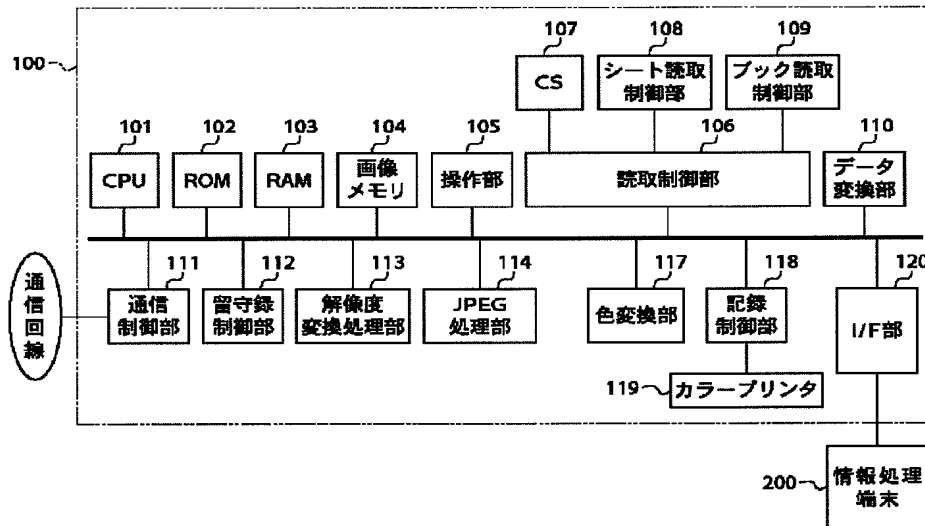 107
108
109
100
CS
シート読取
制御部
ブック読取
制御部
101
102
103
104
105
106
110
CPU
ROM
RAM
画像
メモリ
操作部
読取制御部
データ
変換部
通信回線
111
112
113
114
117
118
120
通信
制御部
留守録
制御部
解像度
変換処理部
JPEG
処理部
色変換部
記録
制御部
I/F部
119
カラープリンタ
200
情報処理
端末